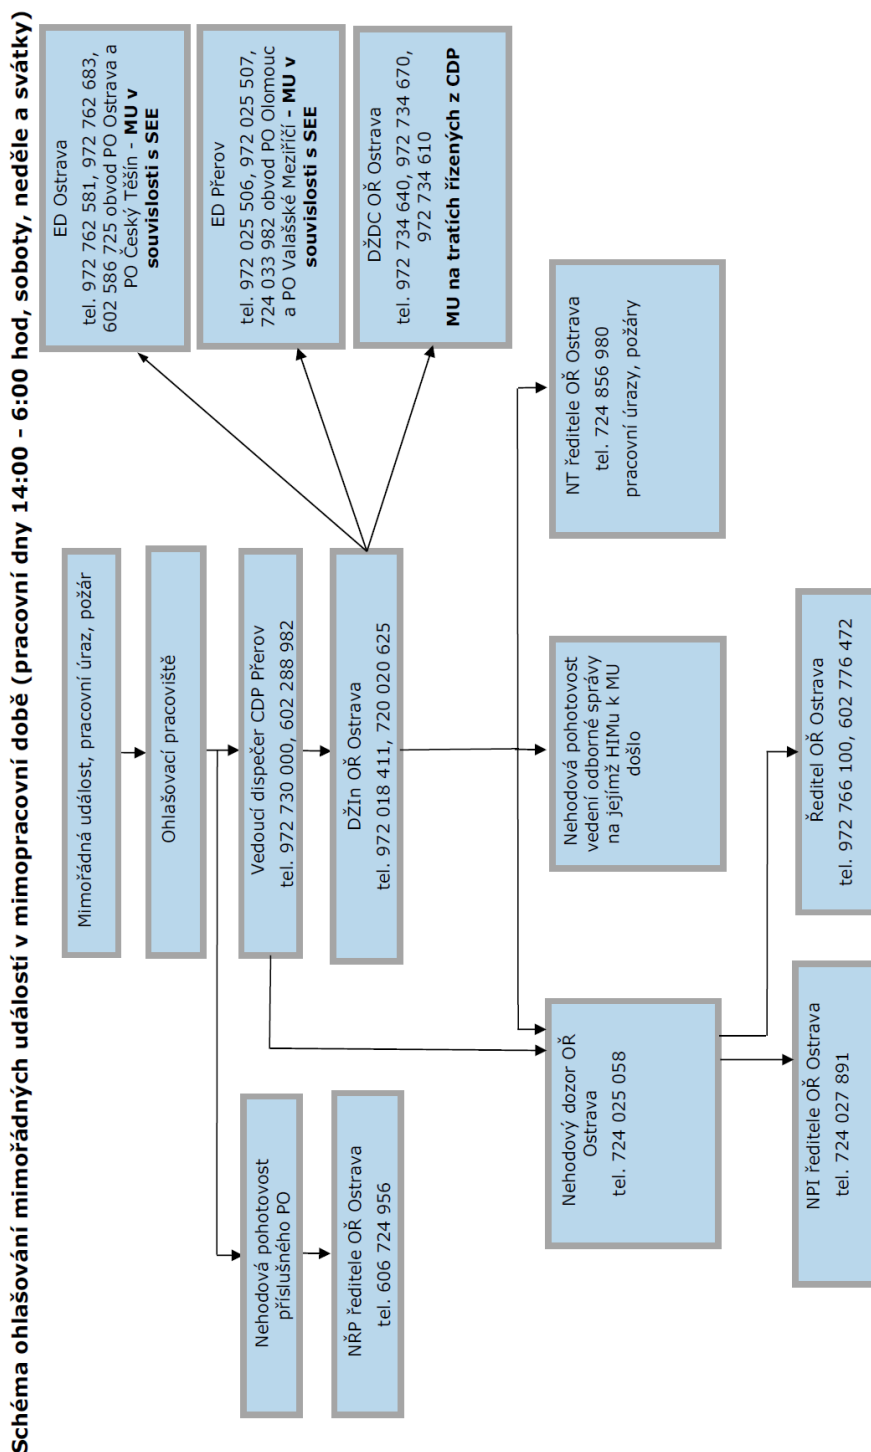 Schéma ohlašování mimořádných událostí v mimopracovní době (pracovní dny 14:00 - 6:00 hod, soboty, neděle a svátky)
Mimořádná událost, pracovní úraz, požár
Ohlašovací pracoviště
Nehodová pohotovost
příslušného PO
Vedoucí dispečer CDP Přerov
tel. 972 730 000, 602 288 982
NŘP ředitele OŘ Ostrava
tel. 606 724 956
DŽIn OŘ Ostrava
tel. 972 018 411, 720 020 625
ED Ostrava
tel. 972 762 581, 972 762 683,
602 586 725 obvod PO Ostrava a
PO Český Těšín - MU v
souvislosti s SEE
ED Přerov
tel. 972 025 506, 972 025 507,
724 033 982 obvod PO Olomouc
a PO Valašské Meziříčí - MU v
souvislosti s SEE
DŽDC OŘ Ostrava
tel. 972 734 640, 972 734 670,
972 734 610
MU na tratích řízených z CDP
Nehodový dozor OŘ
Ostrava
tel. 724 025 058
Nehodová pohotovost
vedení odborné správy
na jejímž HIMu k MU
došlo
NT ředitele OŘ Ostrava
tel. 724 856 980
pracovní úrazy, požáry
NPI ředitele OŘ Ostrava
tel. 724 027 891
Ředitel OŘ Ostrava
tel. 972 766 100, 602 776 472